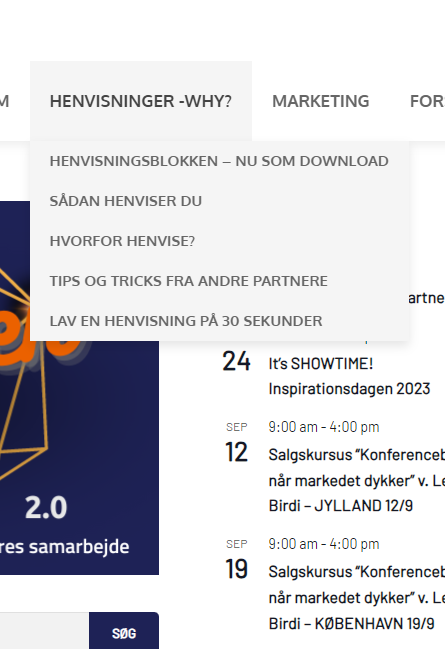 M HENVISNINGER -WHY? MARKETING FOR
HENVISNINGSBLOKKEN – NU SOM DOWNLOAD
SÅDAN HENVISER DU
HVORFOR HENVISE?
TIPS OG TRICKS FRA ANDRE PARTNERE
LAV EN HENVISNING PÅ 30 SEKUNDER
artne
24
It's SHOWTIME!
Inspirationsdagen 2023
SEP
12
9:00 am - 4:00 pm
Salgskursus "Konferenceb
når markedet dykker" v. Le
Birdi – JYLLAND 12/9
SEP
19
9:00 am - 4:00 pm
Salgskursus "Konferenceb
når markedet dykker" v. Le
Birdi – KØBENHAVN 19/9
2.0
res samarbejde
SØG